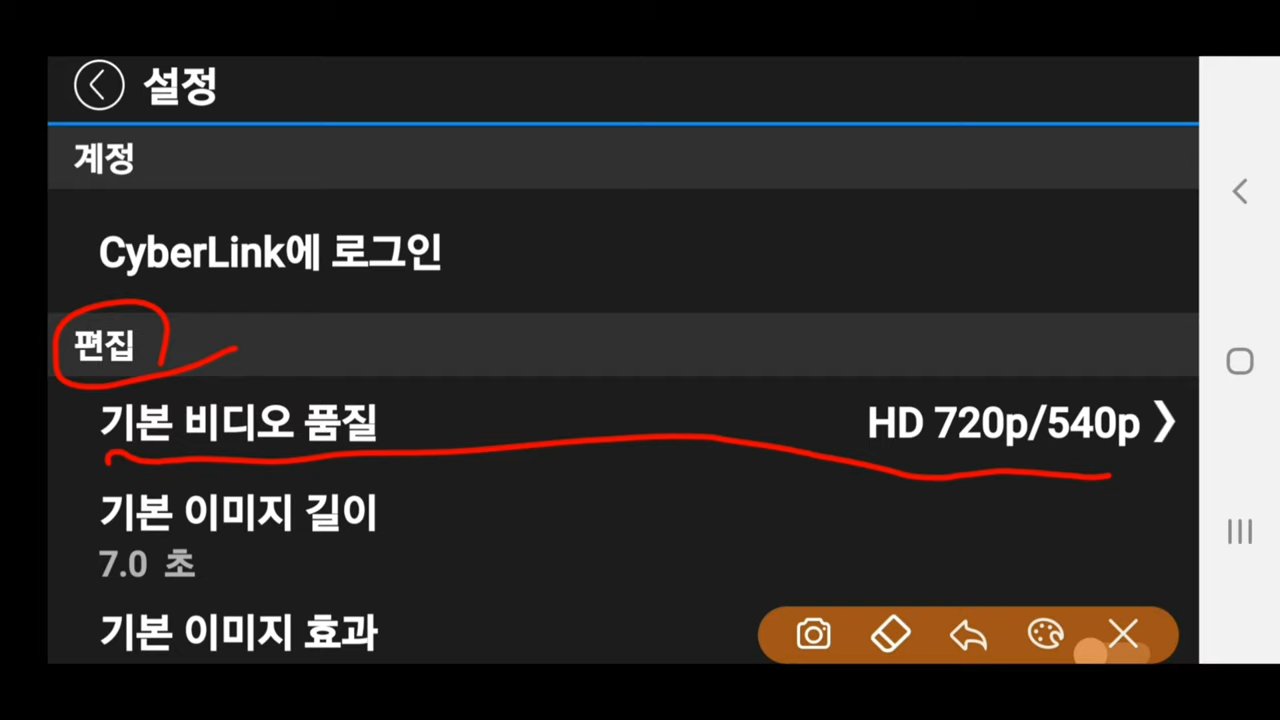 설정
계정
CyberLink에 로그인
편집
기본 비디오 품질 HD 720p/540p
기본 이미지 길이
7.0 초
기본 이미지 효과